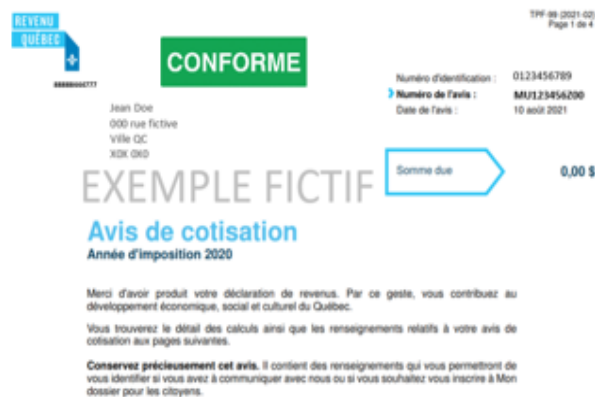 TPF-99 (2021-02)
Page 1 de 4
REVENU
QUÉBEC
CONFORME
Numéro d'identification : 0123456789
Numéro de l'avis : MU123456Z00
Date de l'avis : 10 août 2021
Jean Doe
000 rue fictive
Ville QC
X0X 0X0
Somme due 0,00 $
EXEMPLE FICTIF
Avis de cotisation
Année d'imposition 2020
Merci d'avoir produit votre déclaration de revenus. Par ce geste, vous contribuez au
développement économique, social et culturel du Québec.
Vous trouverez le détail des calculs ainsi que les renseignements relatifs à votre avis de
cotisation aux pages suivantes.
Conservez précieusement cet avis. Il contient des renseignements qui vous permettront de
vous identifier si vous avez à communiquer avec nous ou si vous souhaitez vous inscrire à Mon
dossier pour les citoyens.